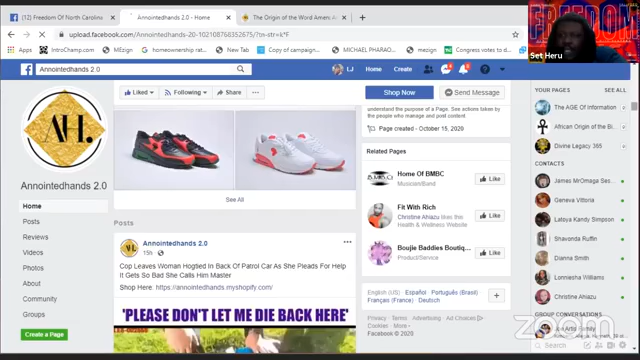 Freedom Of North Carolina
Annointedhands 2.0 - Home
The Origin of the Word Amen: A
upload.facebook.com/Annointedhands-20-102108766352675/?tn-str=k*F
Apps
IntroChamp.com
MEzign
homeownership rat...
New Tab
Copy of campaign...
MICHAEL PHARAO...
mezign
Congress votes to d...
FREEDOM
Set Heru
Annointedhands 2.0
LJ
Home
Create
Liked
Following
Share
Shop Now
Send Message
AH.
Annointedhands 2.0
Home
Posts
Reviews
Videos
Photos
About
Community
Groups
Create a Page
See All
Posts
Annointedhands 2.0
15h
Cop Leaves Woman Hogtied In Back Of Patrol Car As She Pleads For Help
It Gets So Bad She Calls Him Master
Shop Here: https://annointedhands.myshopify.com/
'PLEASE DON'T LET ME DIE BACK HERE'
understand the purpose of a Page. See actions taken by
the people who manage and post content
Page created - October 15, 2020
Related Pages
Home Of BMBC
Musician/Band
Like
Fit With Rich
Christine Ahiazu likes this
Health & Wellness Website
Like
Boujie Baddies Boutiq...
Product/Service
Like
English (US) · Español · Português (Brasil) ·
Français (France) · Deutsch
Privacy · Terms · Advertising · Ad Choices ·
Cookies · More ·
Facebook © 2020
YOUR PAGES
SEE ALL
The AGE Of Information
African Origin of the Bi...
Divine Legacy 365
CONTACTS
James MrOmega Ses...
Geneva Vittoria
Latoya Kandy Simpson
Shavonda Ruffin
Dianna Smith
Lonniesha Williams
Christine Ahiazu
GROUP CONVERSATIONS
Search
zoom